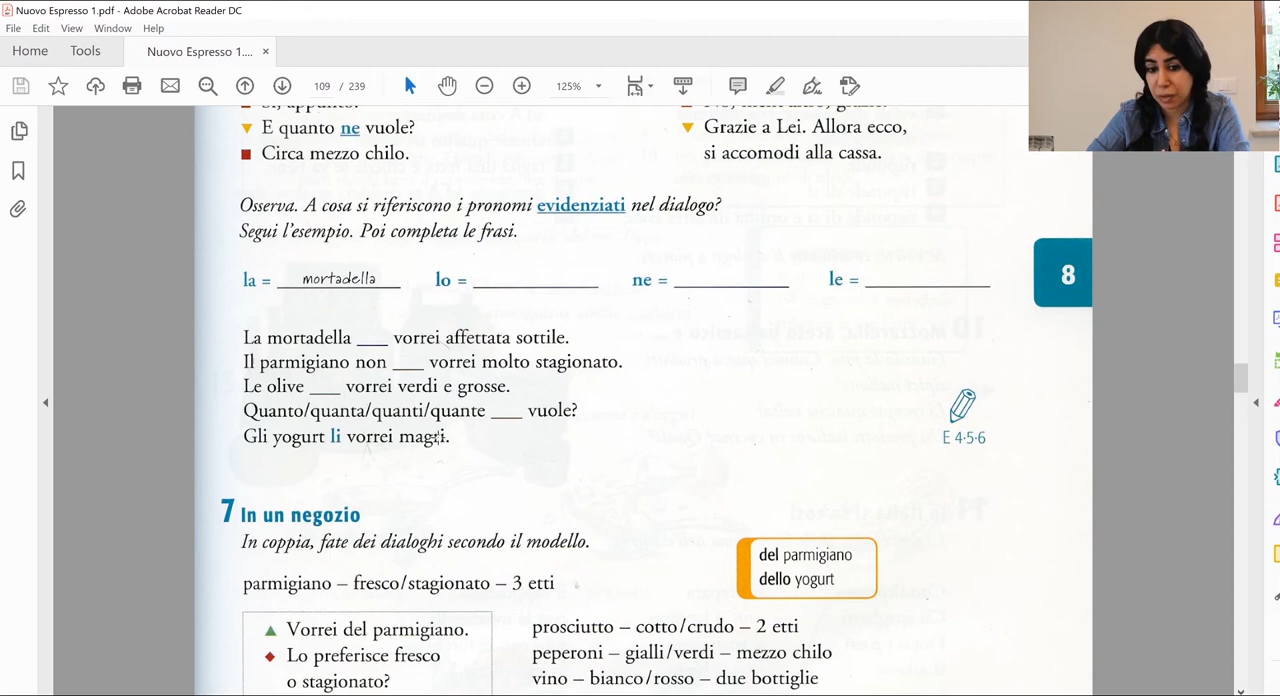 Nuovo Espresso 1.pdf - Adobe Acrobat Reader DC
File Edit View Window Help
Home Tools Nuovo Espresso 1.... ×
109 / 239 125%
E quanto ne vuole?
Circa mezzo chilo.
Grazie a Lei. Allora ecco,
si accomodi alla cassa.
Osserva. A cosa si riferiscono i pronomi evidenziati nel dialogo?
Segui l'esempio. Poi completa le frasi.
la = mortadella lo = ne = le =
8
La mortadella ___ vorrei affettata sottile.
Il parmigiano non ___ vorrei molto stagionato.
Le olive ___ vorrei verdi e grosse.
Quanto/quanta/quanti/quante ___ vuole?
Gli yogurt li vorrei magri.
E 4·5·6
7 In un negozio
In coppia, fate dei dialoghi secondo il modello.
del parmigiano
dello yogurt
parmigiano – fresco/stagionato – 3 etti
Vorrei del parmigiano.
Lo preferisce fresco
o stagionato?
prosciutto – cotto/crudo – 2 etti
peperoni – gialli/verdi – mezzo chilo
vino – bianco/rosso – due bottiglie